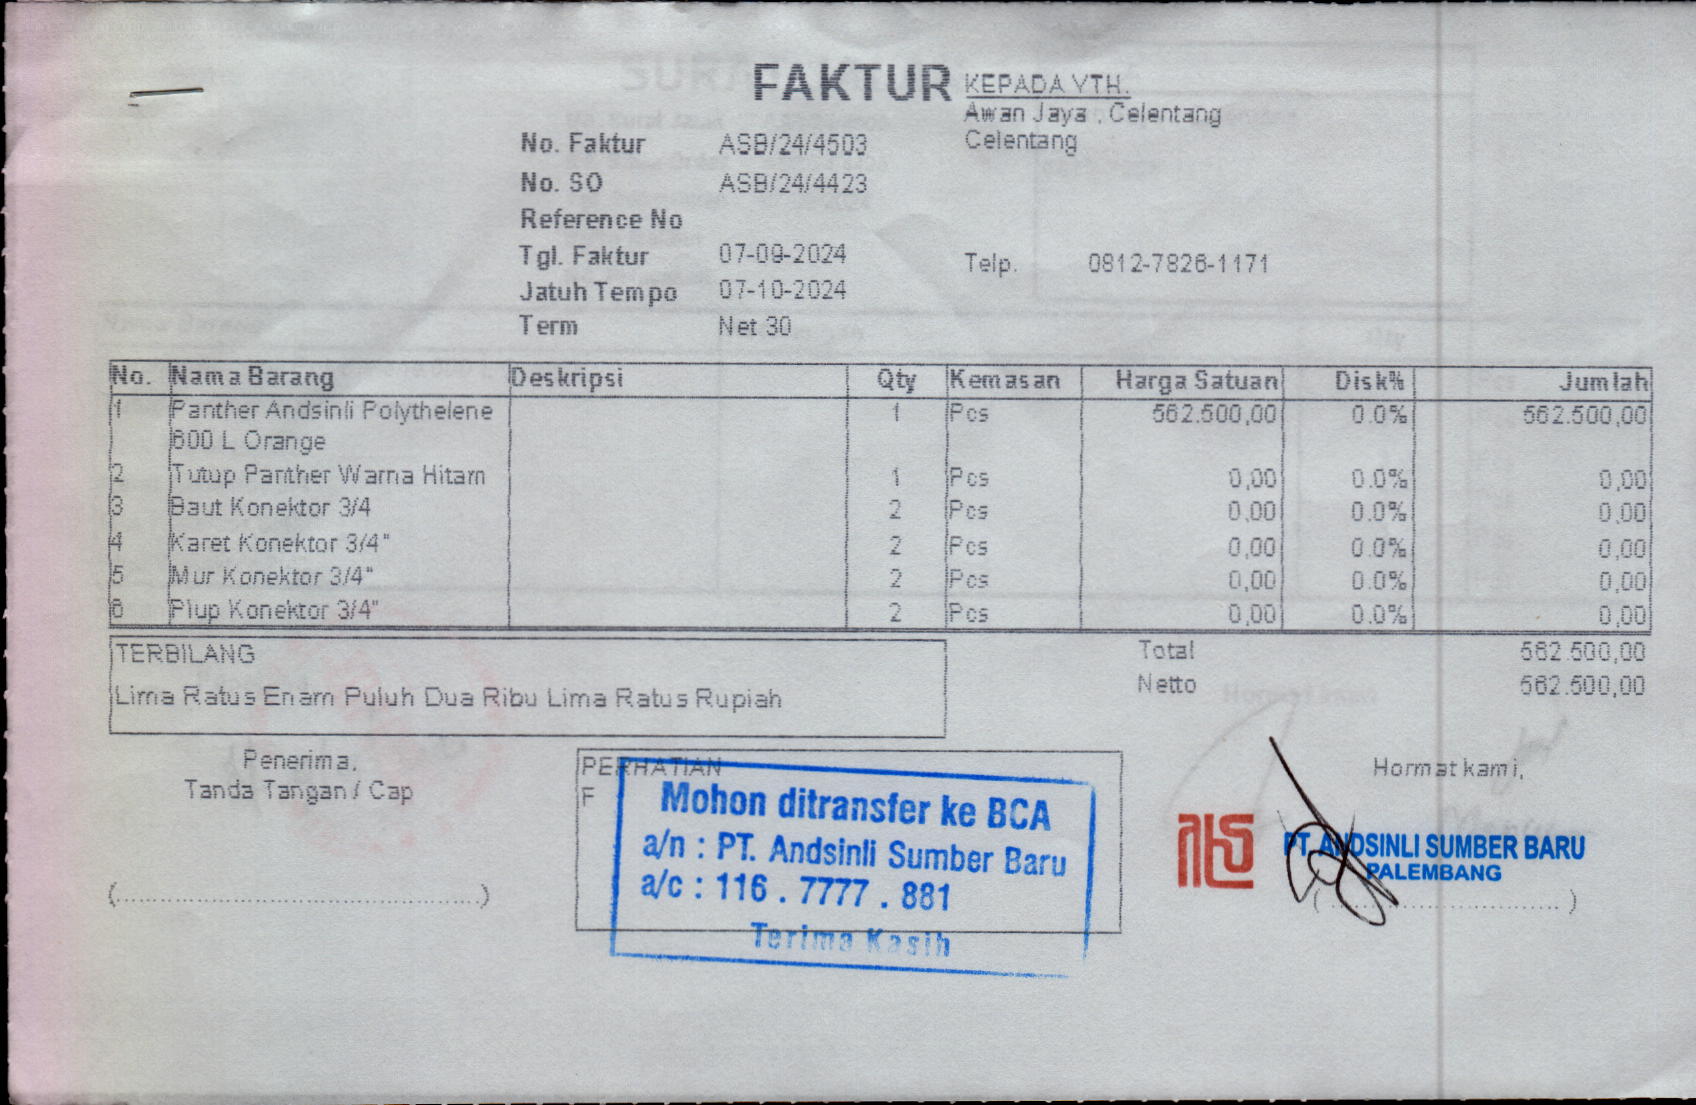 FAKTUR
KEPADA YTH.
Awan Jaya , Celentang
Celentang
No. Faktur ASB/24/4503
No. SO ASB/24/4423
Reference No
Tgl. Faktur 07-09-2024
Telp. 0812-7826-1171
Jatuh Tempo 07-10-2024
Term Net 30
No. Nama Barang Deskripsi Qty Kemasan Harga Satuan Disk% Jumlah
1 Panther Andsinli Polythelene 1 Pcs 562.500,00 0.0% 562.500,00
600 L Orange
2 Tutup Panther Warna Hitam 1 Pcs 0,00 0.0% 0,00
3 Baut Konektor 3/4 2 Pcs 0,00 0.0% 0,00
4 Karet Konektor 3/4" 2 Pcs 0,00 0.0% 0,00
5 Mur Konektor 3/4" 2 Pcs 0,00 0.0% 0,00
6 Plup Konektor 3/4" 2 Pcs 0,00 0.0% 0,00
TERBILANG
Lima Ratus Enam Puluh Dua Ribu Lima Ratus Rupiah
Total 562.500,00
Netto 562.500,00
Penerima,
Tanda Tangan / Cap
(..............................................)
PERHATIAN
F
Mohon ditransfer ke BCA
a/n : PT. Andsinli Sumber Baru
a/c : 116 . 7777 . 881
Terima Kasih
Hormat kami,
PT. ANDSINLI SUMBER BARU
PALEMBANG
(................................)